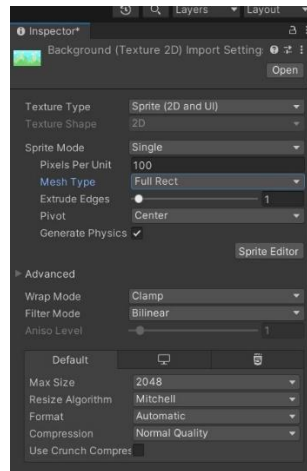 Layers Layout
Inspector*
Background (Texture 2D) Import Setting
Open
Texture Type Sprite (2D and UI)
Texture Shape 2D
Sprite Mode Single
Pixels Per Unit 100
Mesh Type Full Rect
Extrude Edges 1
Pivot Center
Generate Physics
Sprite Editor
Advanced
Wrap Mode Clamp
Filter Mode Bilinear
Aniso Level 1
Default
Max Size 2048
Resize Algorithm Mitchell
Format Automatic
Compression Normal Quality
Use Crunch Compres